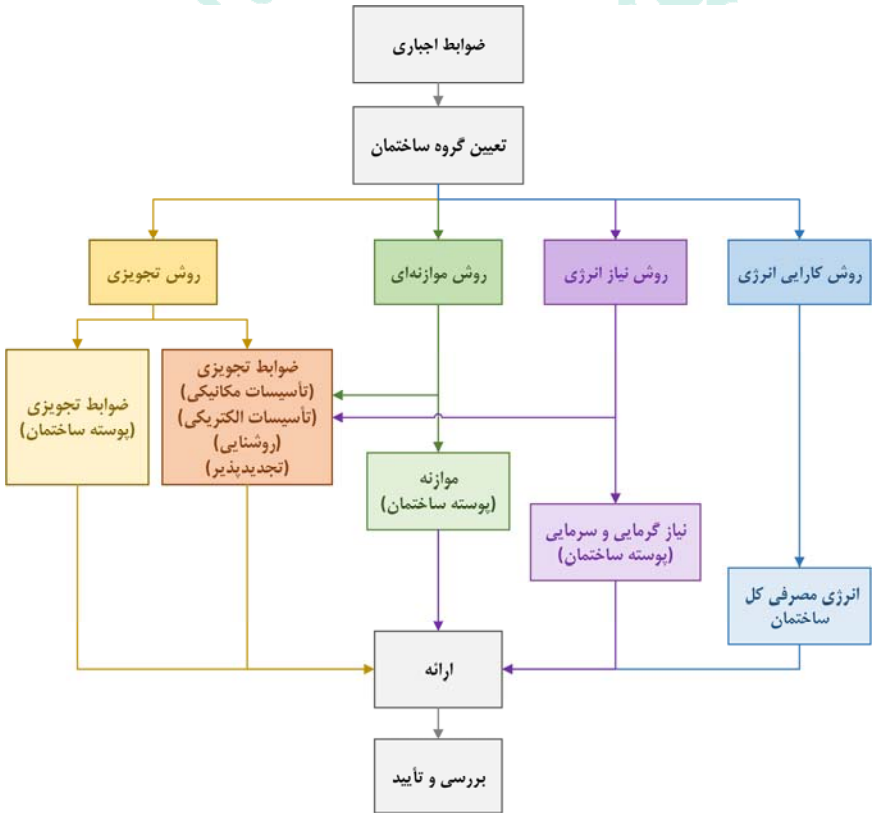 ضوابط اجباری
تعیین گروه ساختمان
روش کارایی انرژی
روش نیاز انرژی
روش موازنه‌ای
روش تجویزی
ضوابط تجویزی
(تأسیسات مکانیکی)
(تأسیسات الکتریکی)
(روشنایی)
(تجدیدپذیر)
ضوابط تجویزی
(پوسته ساختمان)
موازنه
(پوسته ساختمان)
نیاز گرمایی و سرمایی
(پوسته ساختمان)
انرژی مصرفی کل
ساختمان
ارائه
بررسی و تأیید